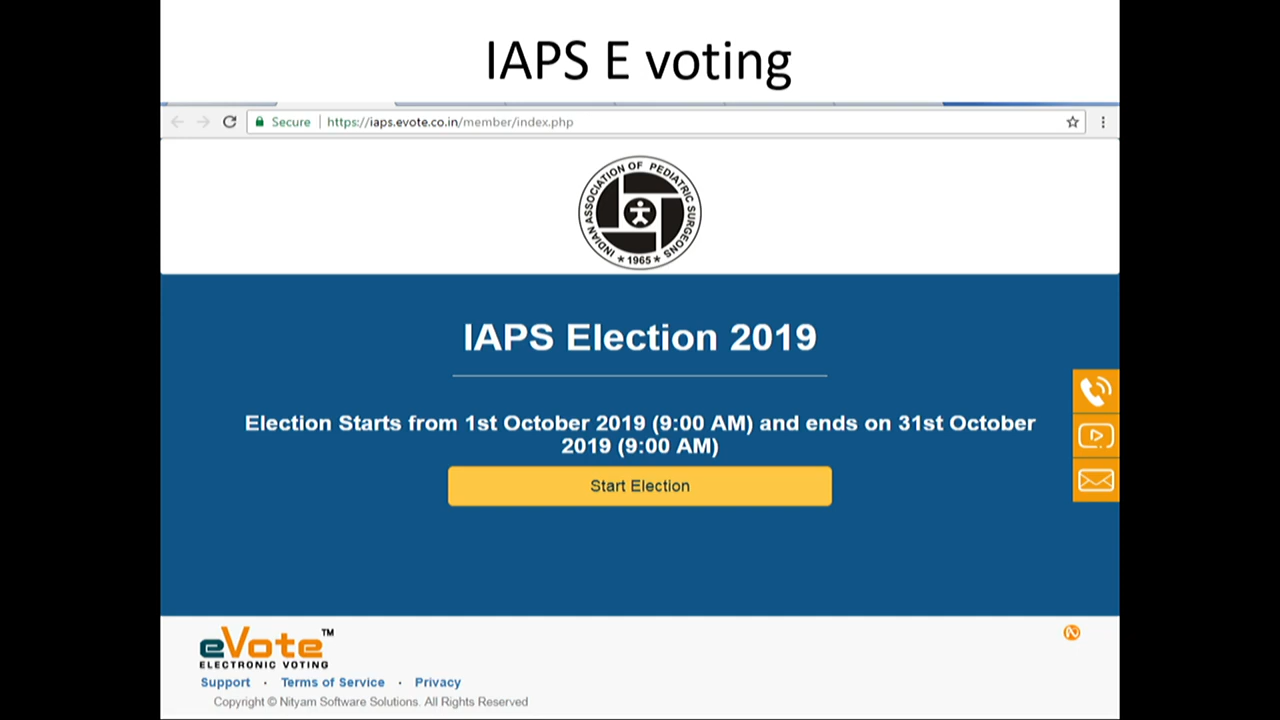 IAPS E voting
Secure
https://iaps.evote.co.in/member/index.php
INDIAN ASSOCIATION OF PEDIATRIC SURGEONS
* 1965 *
IAPS Election 2019
Election Starts from 1st October 2019 (9:00 AM) and ends on 31st October
2019 (9:00 AM)
Start Election
eVote™
ELECTRONIC VOTING
Support · Terms of Service · Privacy
Copyright © Nityam Software Solutions. All Rights Reserved